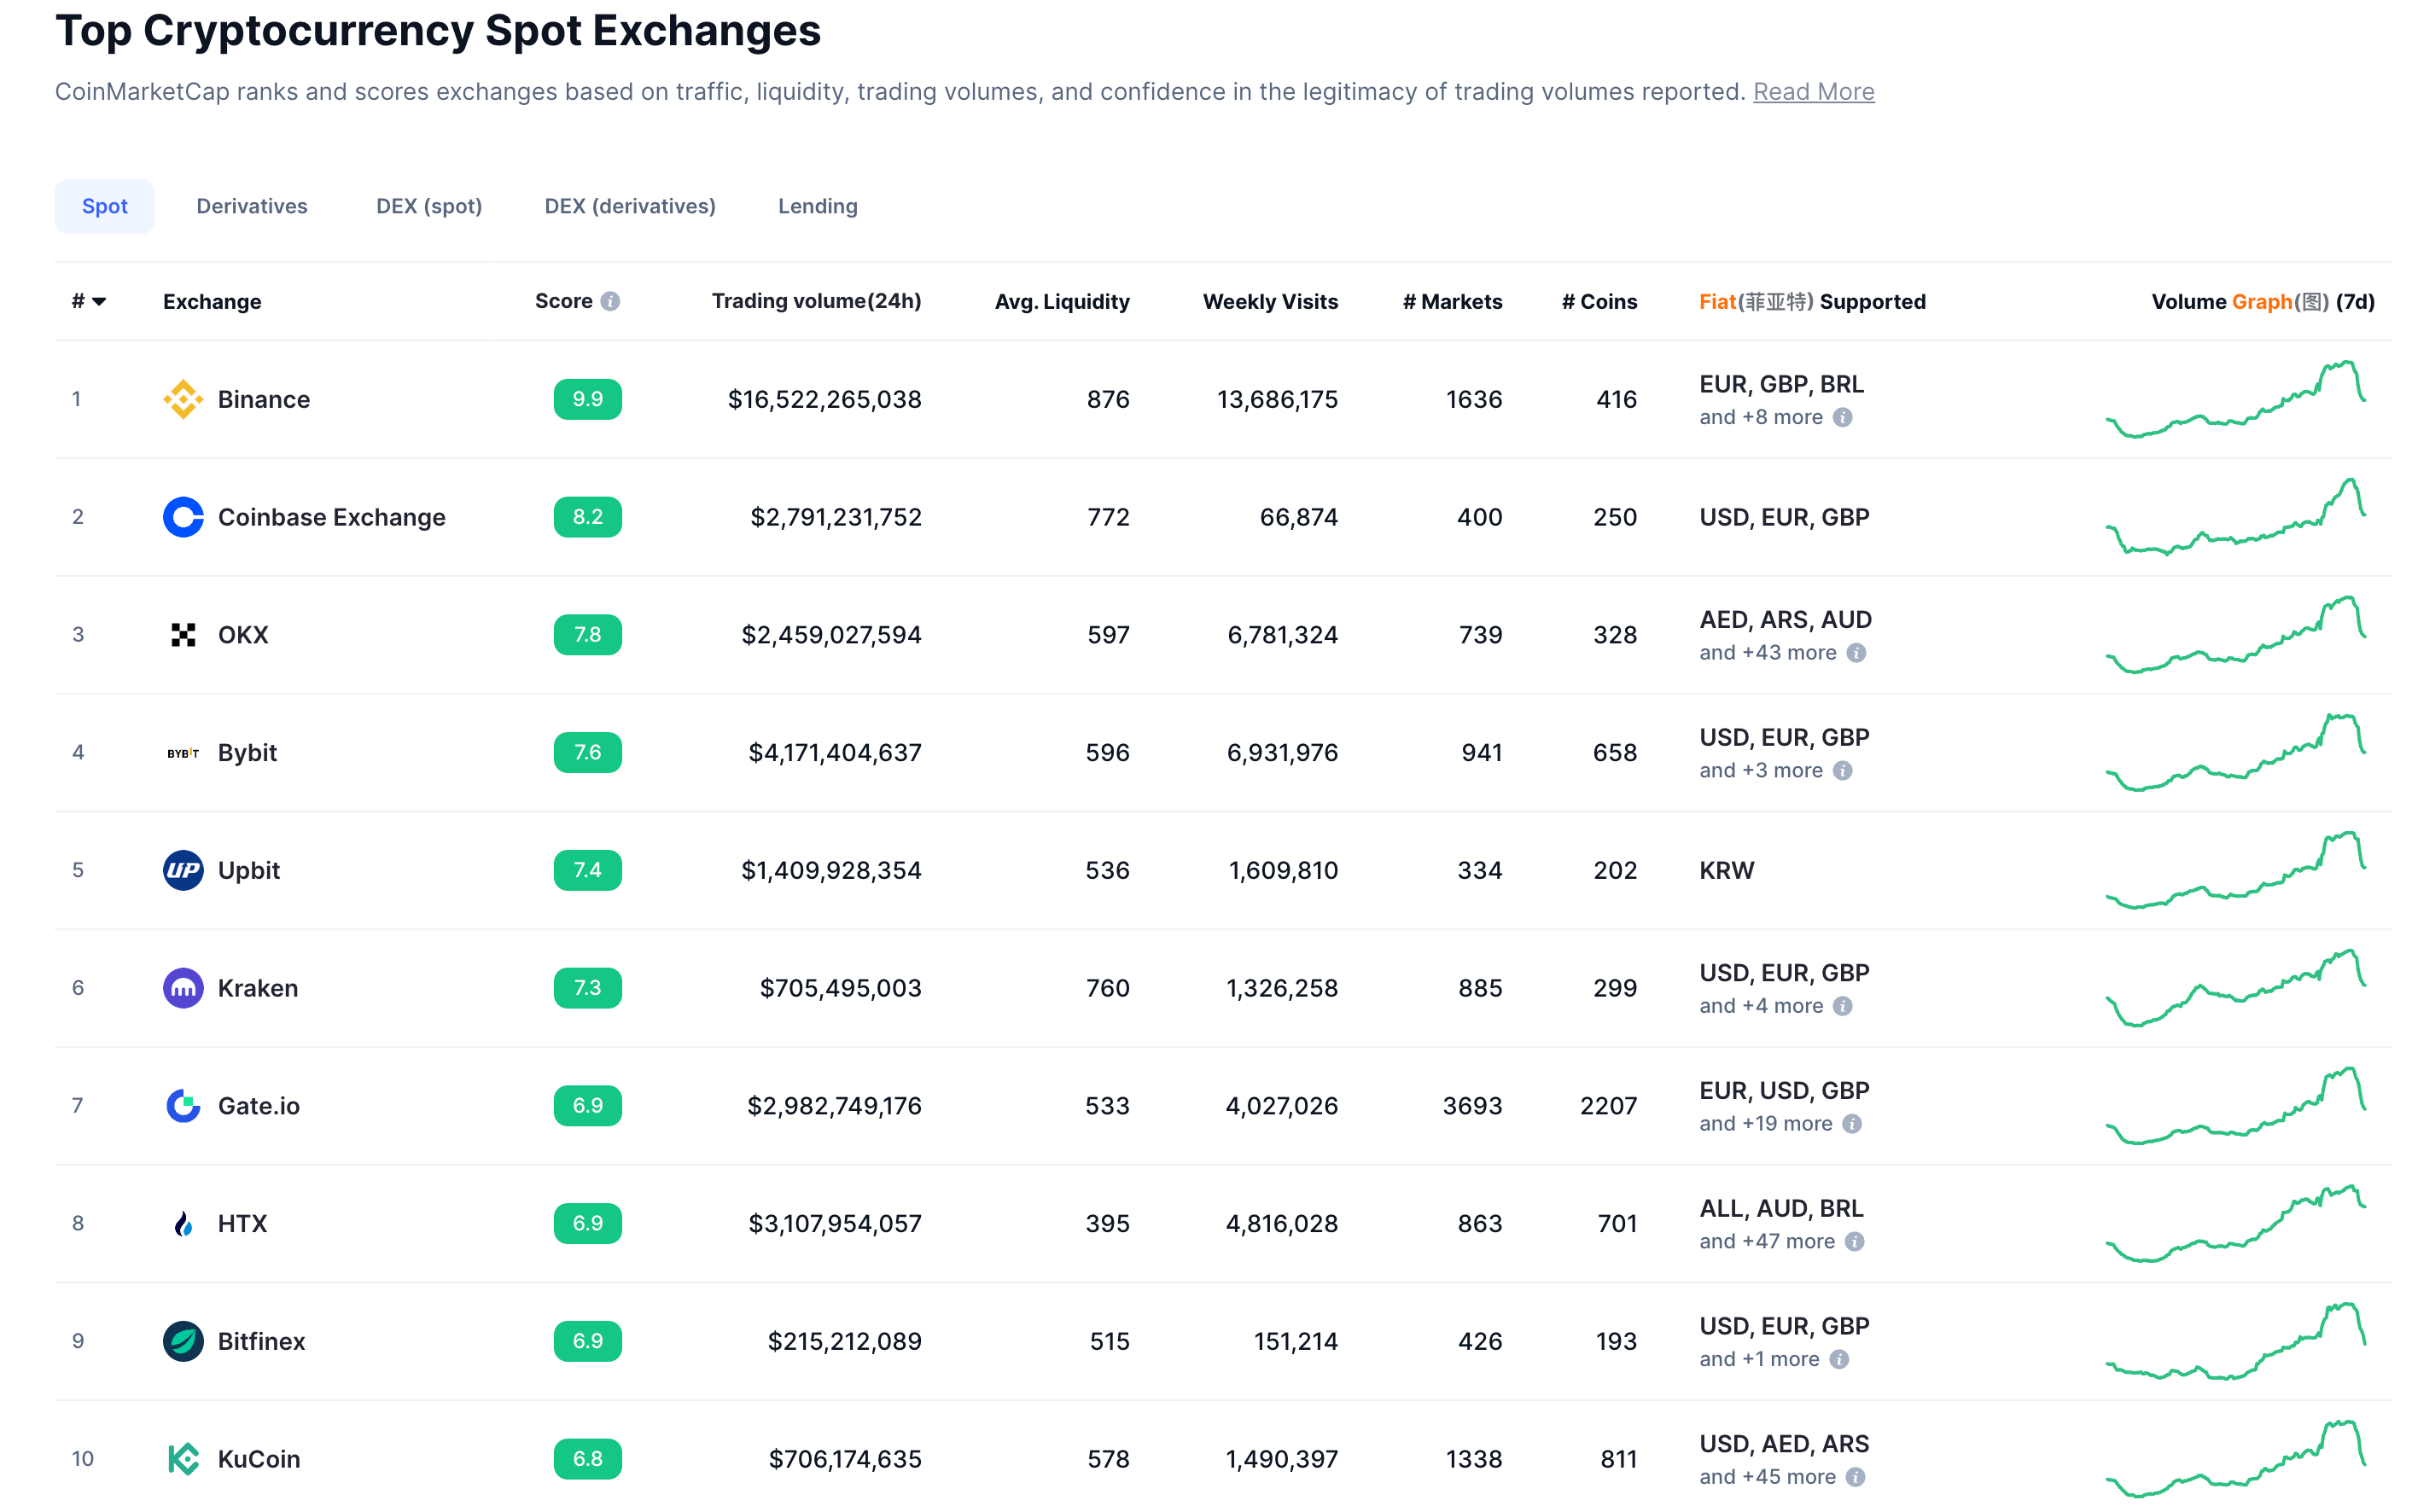 Top Cryptocurrency Spot Exchanges
CoinMarketCap ranks and scores exchanges based on traffic, liquidity, trading volumes, and confidence in the legitimacy of trading volumes reported. Read More
Spot Derivatives DEX (spot) DEX (derivatives) Lending
# Exchange Score Trading volume(24h) Avg. Liquidity Weekly Visits # Markets # Coins Fiat(菲亚特) Supported Volume Graph(图) (7d)
1 Binance 9.9 $16,522,265,038 876 13,686,175 1636 416 EUR, GBP, BRL
and +8 more
2 Coinbase Exchange 8.2 $2,791,231,752 772 66,874 400 250 USD, EUR, GBP
3 OKX 7.8 $2,459,027,594 597 6,781,324 739 328 AED, ARS, AUD
and +43 more
4 BYBIT Bybit 7.6 $4,171,404,637 596 6,931,976 941 658 USD, EUR, GBP
and +3 more
5 UP Upbit 7.4 $1,409,928,354 536 1,609,810 334 202 KRW
6 Kraken 7.3 $705,495,003 760 1,326,258 885 299 USD, EUR, GBP
and +4 more
7 Gate.io 6.9 $2,982,749,176 533 4,027,026 3693 2207 EUR, USD, GBP
and +19 more
8 HTX 6.9 $3,107,954,057 395 4,816,028 863 701 ALL, AUD, BRL
and +47 more
9 Bitfinex 6.9 $215,212,089 515 151,214 426 193 USD, EUR, GBP
and +1 more
10 KuCoin 6.8 $706,174,635 578 1,490,397 1338 811 USD, AED, ARS
and +45 more